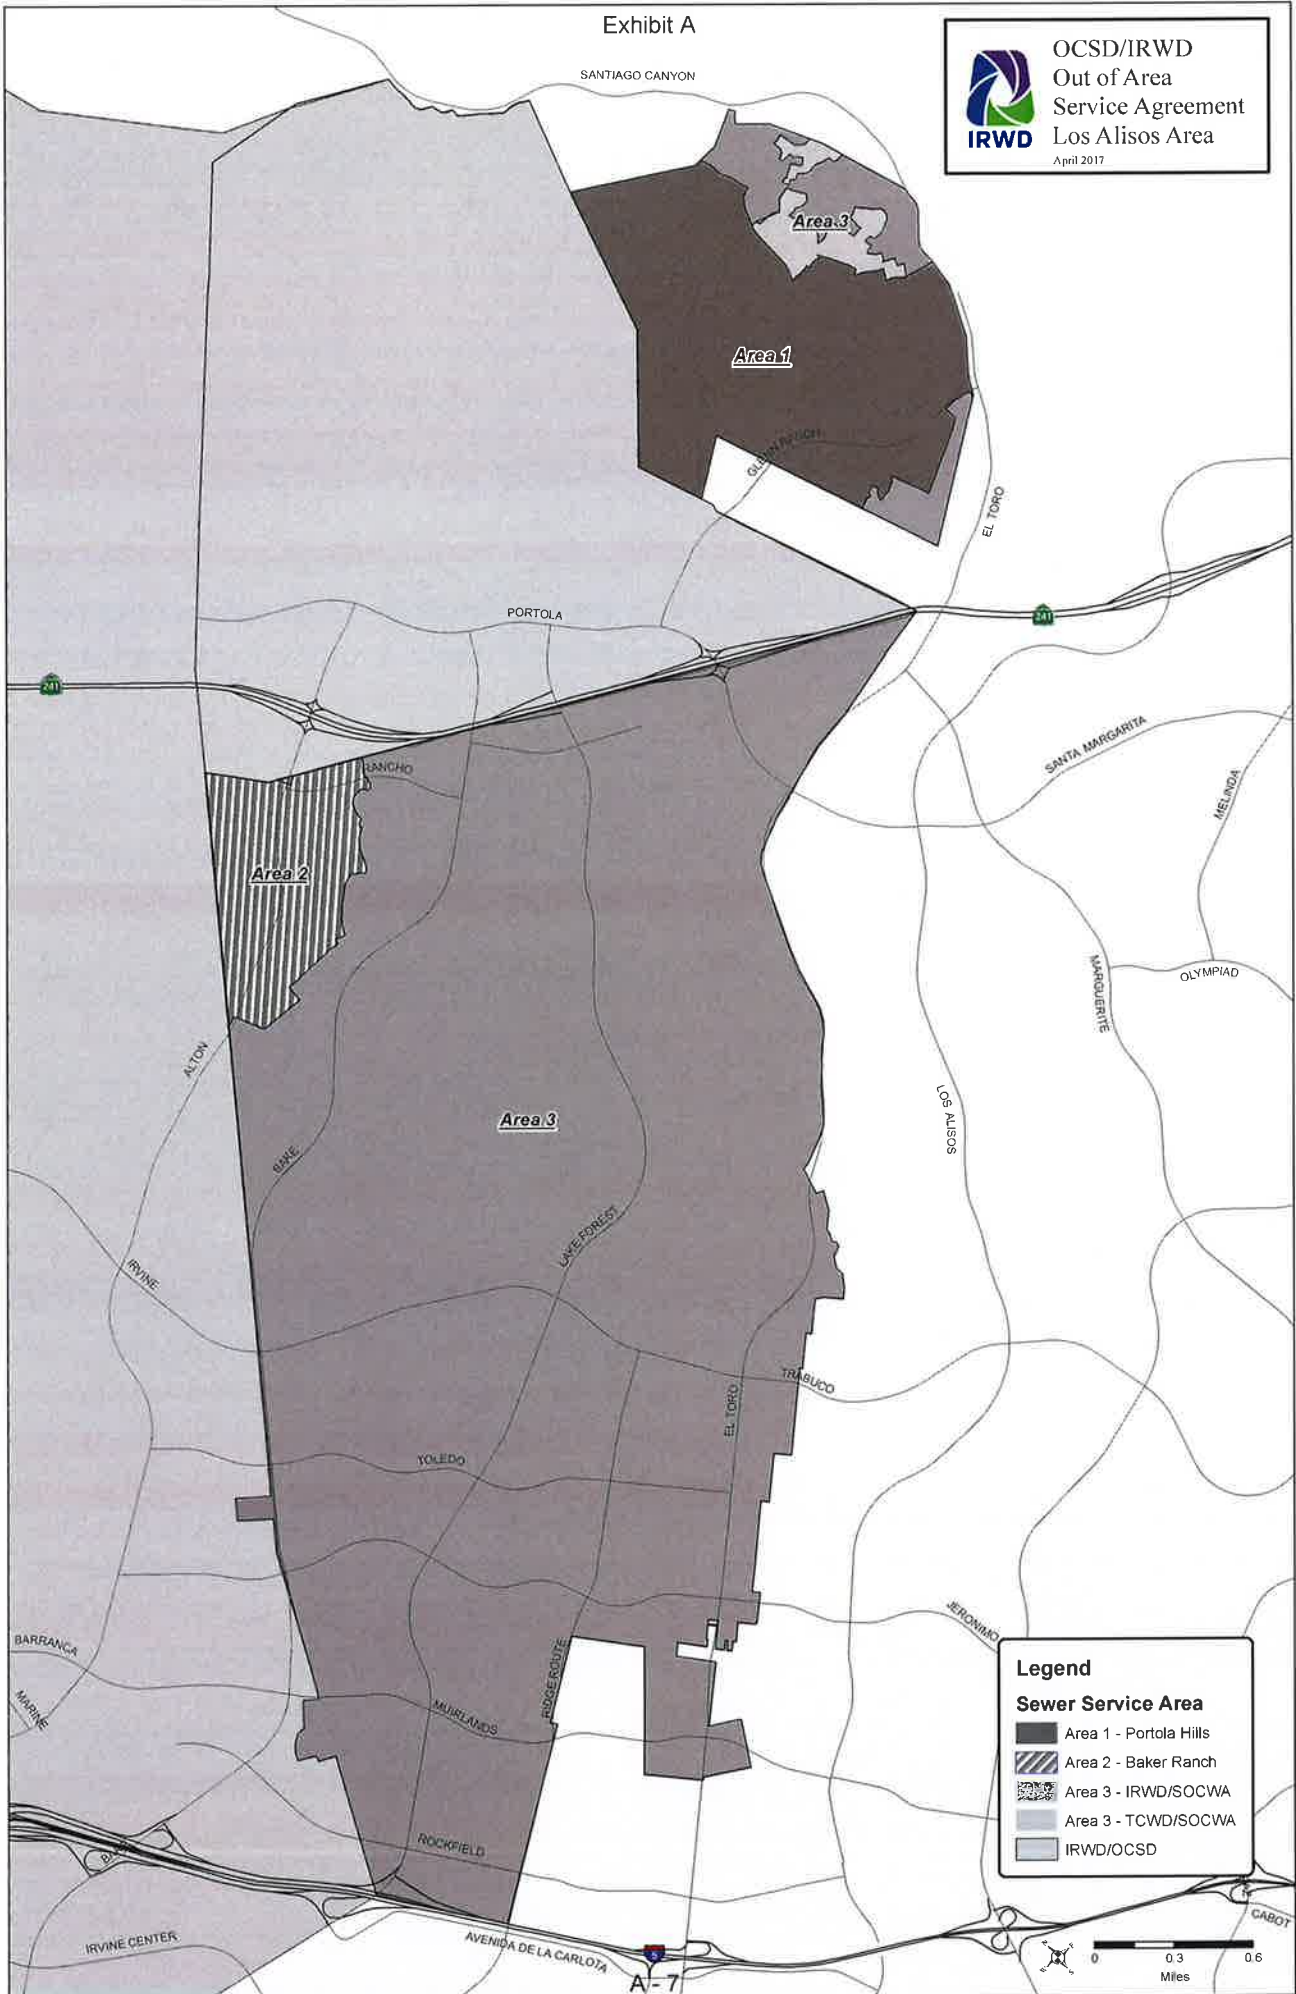 Exhibit A
OCSD/IRWD
Out of Area
Service Agreement
Los Alisos Area
April 2017
IRWD
SANTIAGO CANYON
Area 3
Area 1
GLENN RANCH
EL TORO
PORTOLA
241
241
SANTA MARGARITA
MELINDA
RANCHO
Area 2
OLYMPIAD
MARGUERITE
ALTON
Area 3
LOS ALISOS
BAKE
LAKE FOREST
IRVINE
TRABUCO
EL TORO
TOLEDO
JERONIMO
BARRANCA
MARINE
RIDGE ROUTE
MUIRLANDS
Legend
Sewer Service Area
Area 1 - Portola Hills
Area 2 - Baker Ranch
Area 3 - IRWD/SOCWA
Area 3 - TCWD/SOCWA
IRWD/OCSD
ROCKFIELD
CABOT
IRVINE CENTER
AVENIDA DE LA CARLOTA
5
0 0.3 0.6
Miles
A - 7